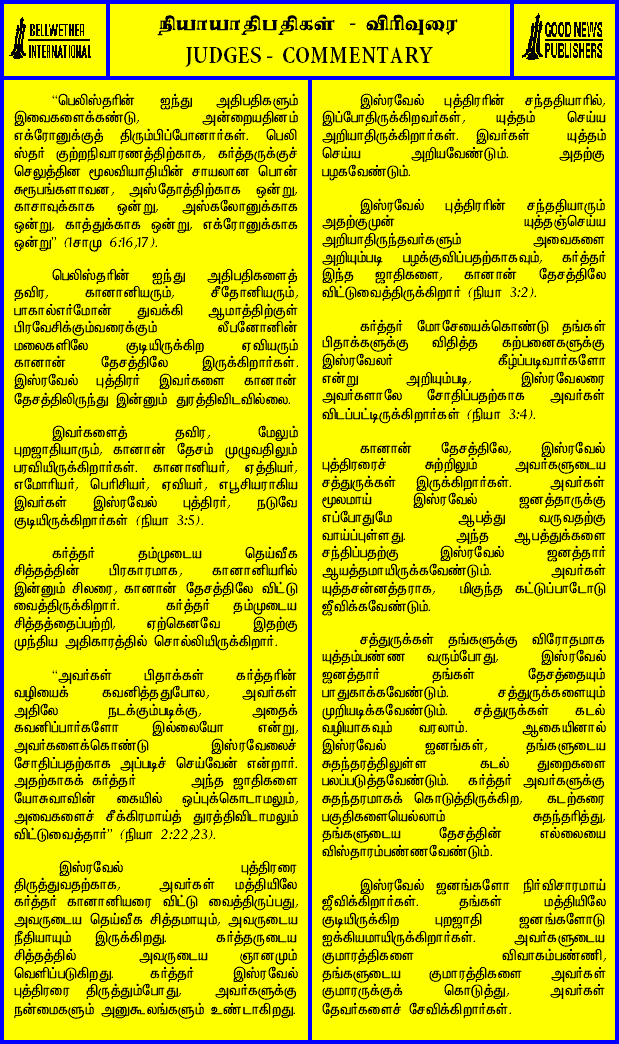 BELLWETHER
INTERNATIONAL
நியாயாதிபதிகள் - விரிவுரை
JUDGES - COMMENTARY
GOOD NEWS
PUBLISHERS
"பெலிஸ்தரின் ஐந்து அதிபதிகளும்
இவைகளைக்கண்டு, அன்றையதினம்
எக்ரோனுக்குத் திரும்பிப்போனார்கள். பெலி
ஸ்தர் குற்றநிவாரணத்திற்காக, கர்த்தருக்குச்
செலுத்தின மூலவியாதியின் சாயலான பொன்
சுரூபங்களாவன, அஸ்தோத்திற்காக ஒன்று,
காசாவுக்காக ஒன்று, அஸ்கலோனுக்காக
ஒன்று, காத்துக்காக ஒன்று, எக்ரோனுக்காக
ஒன்று" (1சாமு 6:16,17).
பெலிஸ்தரின் ஐந்து அதிபதிகளைத்
தவிர, கானானியரும், சீதோனியரும்,
பாகால்எர்மோன் துவக்கி ஆமாத்திற்குள்
பிரவேசிக்கும்வரைக்கும் லீபனோனின்
மலைகளிலே குடியிருக்கிற ஏவியரும்
கானான் தேசத்திலே இருக்கிறார்கள்.
இஸ்ரவேல் புத்திரர் இவர்களை கானான்
தேசத்திலிருந்து இன்னும் துரத்திவிடவில்லை.
இவர்களைத் தவிர, மேலும்
புறஜாதியாரும், கானான் தேசம் முழுவதிலும்
பரவியிருக்கிறார்கள். கானானியர், ஏத்தியர்,
எமோரியர், பெரிசியர், ஏவியர், எபூசியராகிய
இவர்கள் இஸ்ரவேல் புத்திரர், நடுவே
குடியிருக்கிறார்கள் (நியா 3:5).
கர்த்தர் தம்முடைய தெய்வீக
சித்தத்தின் பிரகாரமாக, கானானியரில்
இன்னும் சிலரை, கானான் தேசத்திலே விட்டு
வைத்திருக்கிறார். கர்த்தர் தம்முடைய
சித்தத்தைப்பற்றி, ஏற்கெனவே இதற்கு
முந்திய அதிகாரத்தில் சொல்லியிருக்கிறார்.
"அவர்கள் பிதாக்கள் கர்த்தரின்
வழியைக் கவனித்ததுபோல, அவர்கள்
அதிலே நடக்கும்படிக்கு, அதைக்
கவனிப்பார்களோ இல்லையோ என்று,
அவர்களைக்கொண்டு இஸ்ரவேலைச்
சோதிப்பதற்காக அப்படிச் செய்வேன் என்றார்.
அதற்காகக் கர்த்தர் அந்த ஜாதிகளை
யோசுவாவின் கையில் ஒப்புக்கொடாமலும்,
அவைகளைச் சீக்கிரமாய்த் துரத்திவிடாமலும்
விட்டுவைத்தார்" (நியா 2:22,23).
இஸ்ரவேல் புத்திரரை
திருத்துவதற்காக, அவர்கள் மத்தியிலே
கர்த்தர் கானானியரை விட்டு வைத்திருப்பது,
அவருடைய தெய்வீக சித்தமாயும், அவருடைய
நீதியாயும் இருக்கிறது. கர்த்தருடைய
சித்தத்தில் அவருடைய ஞானமும்
வெளிப்படுகிறது. கர்த்தர் இஸ்ரவேல்
புத்திரரை திருத்தும்போது, அவர்களுக்கு
நன்மைகளும் அனுகூலங்களும் உண்டாகிறது.
இஸ்ரவேல் புத்திரரின் சந்ததியாரில்,
இப்போதிருக்கிறவர்கள், யுத்தம் செய்ய
அறியாதிருக்கிறார்கள். இவர்கள் யுத்தம்
செய்ய அறியவேண்டும். அதற்கு
பழகவேண்டும்.
இஸ்ரவேல் புத்திரரின் சந்ததியாரும்
அதற்குமுன் யுத்தஞ்செய்ய
அறியாதிருந்தவர்களும் அவைகளை
அறியும்படி பழக்குவிப்பதற்காகவும், கர்த்தர்
இந்த ஜாதிகளை, கானான் தேசத்திலே
விட்டுவைத்திருக்கிறார் (நியா 3:2).
கர்த்தர் மோசேயைக்கொண்டு தங்கள்
பிதாக்களுக்கு விதித்த கற்பனைகளுக்கு
இஸ்ரவேலர் கீழ்ப்படிவார்களோ
என்று அறியும்படி, இஸ்ரவேலரை
அவர்களாலே சோதிப்பதற்காக அவர்கள்
விடப்பட்டிருக்கிறார்கள் (நியா 3:4).
கானான் தேசத்திலே, இஸ்ரவேல்
புத்திரரைச் சுற்றிலும் அவர்களுடைய
சத்துருக்கள் இருக்கிறார்கள். அவர்கள்
மூலமாய் இஸ்ரவேல் ஜனத்தாருக்கு
எப்போதுமே ஆபத்து வருவதற்கு
வாய்ப்புள்ளது. அந்த ஆபத்துக்களை
சந்திப்பதற்கு இஸ்ரவேல் ஜனத்தார்
ஆயத்தமாயிருக்கவேண்டும். அவர்கள்
யுத்தசன்னத்தராக, மிகுந்த கட்டுப்பாடோடு
ஜீவிக்கவேண்டும்.
சத்துருக்கள் தங்களுக்கு விரோதமாக
யுத்தம்பண்ண வரும்போது, இஸ்ரவேல்
ஜனத்தார் தங்கள் தேசத்தையும்
பாதுகாக்கவேண்டும். சத்துருக்களையும்
முறியடிக்கவேண்டும். சத்துருக்கள் கடல்
வழியாகவும் வரலாம். ஆகையினால்
இஸ்ரவேல் ஜனங்கள், தங்களுடைய
சுதந்தரத்திலுள்ள கடல் துறைகளை
பலப்படுத்தவேண்டும். கர்த்தர் அவர்களுக்கு
சுதந்தரமாகக் கொடுத்திருக்கிற, கடற்கரை
பகுதிகளையெல்லாம் சுதந்தரித்து,
தங்களுடைய தேசத்தின் எல்லையை
விஸ்தாரம்பண்ணவேண்டும்.
இஸ்ரவேல் ஜனங்களோ நிர்விசாரமாய்
ஜீவிக்கிறார்கள். தங்கள் மத்தியிலே
குடியிருக்கிற புறஜாதி ஜனங்களோடு
ஐக்கியமாயிருக்கிறார்கள். அவர்களுடைய
குமாரத்திகளை விவாகம்பண்ணி,
தங்களுடைய குமாரத்திகளை அவர்கள்
குமாரருக்குக் கொடுத்து, அவர்கள்
தேவர்களைச் சேவிக்கிறார்கள்.